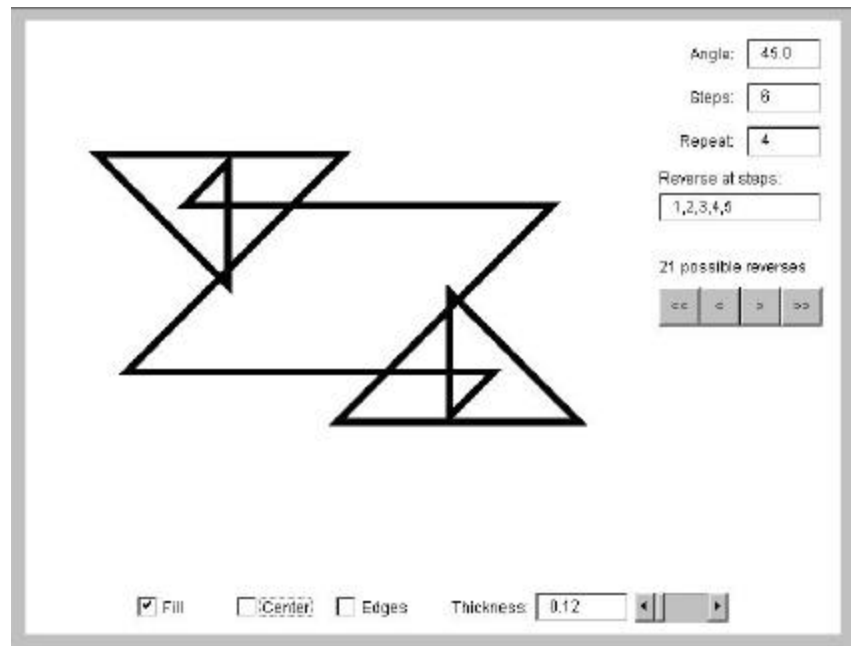 Angle: 45.0
Steps: 6
Repeat: 4
Reverse at steps:
1,2,3,4,5
21 possible reverses
<< < > >>
Fill Center Edges Thickness: 0.12